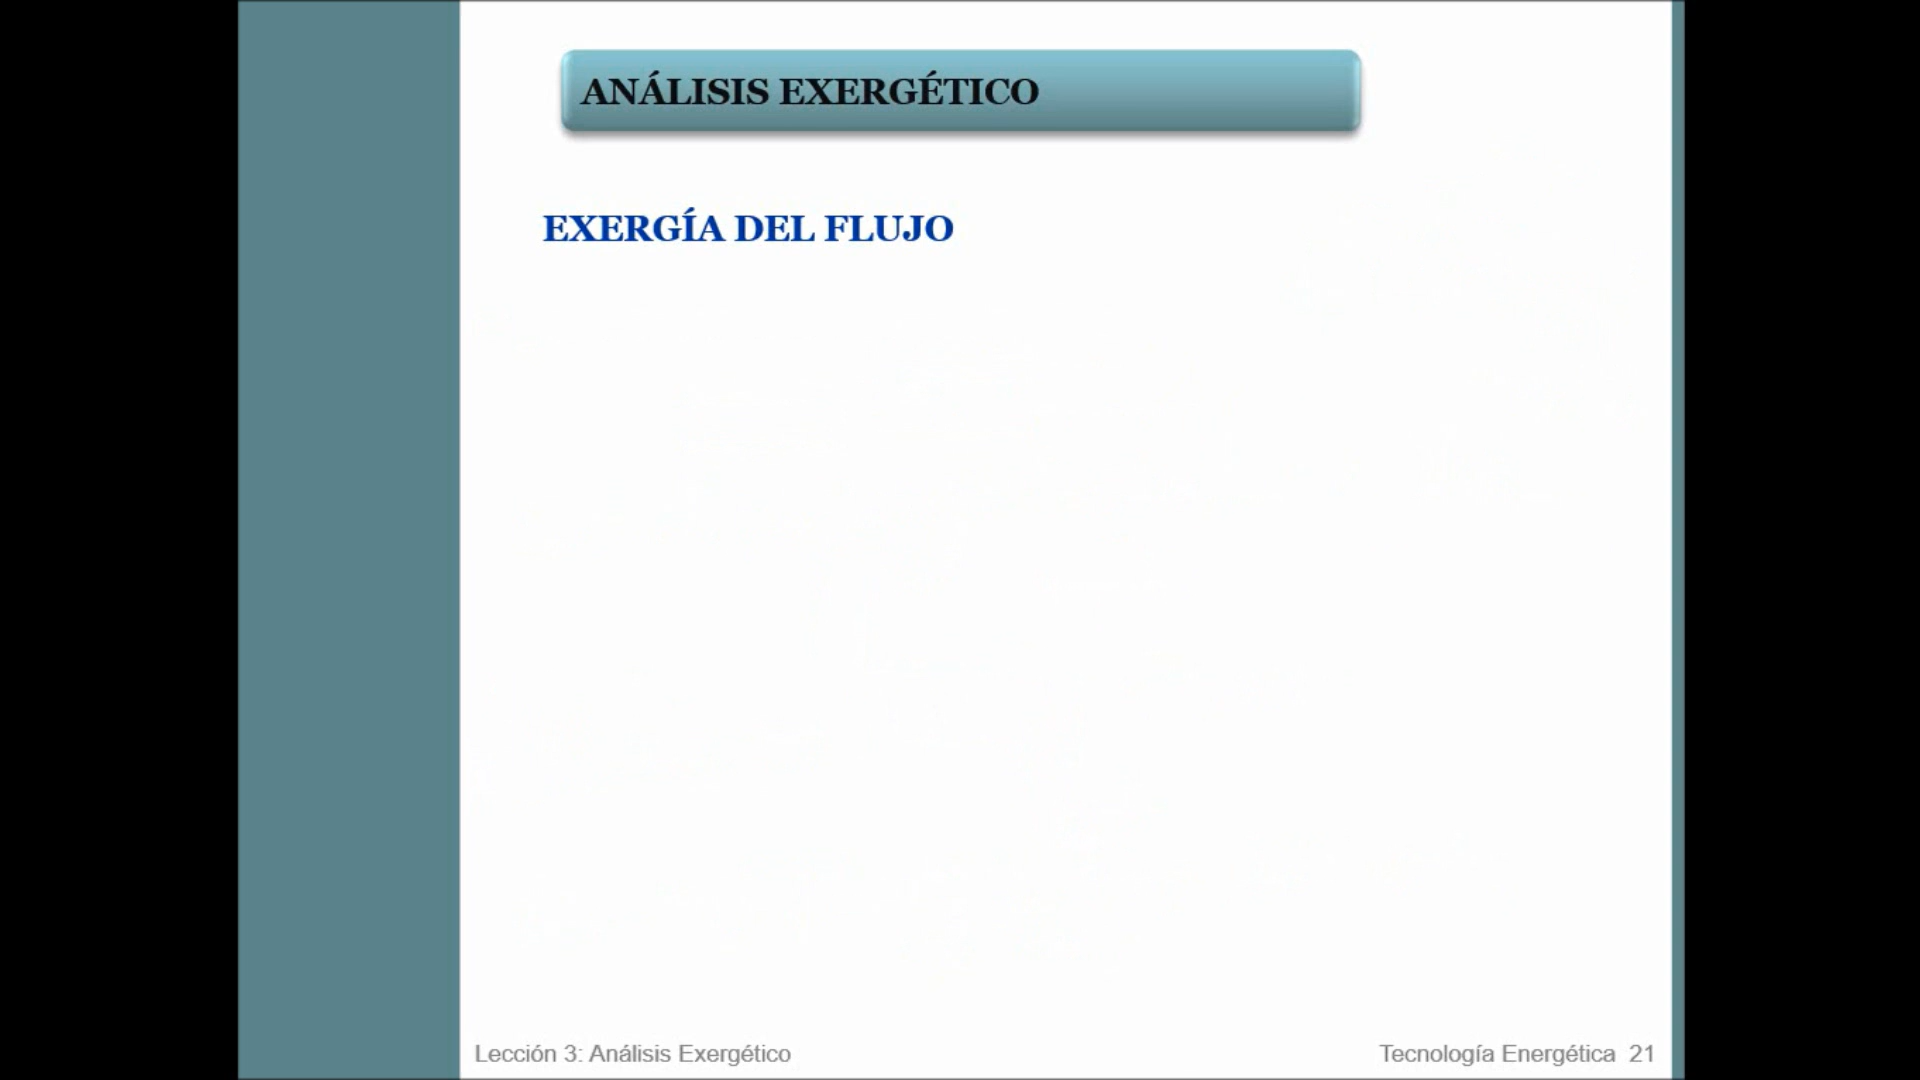 ANÁLISIS EXERGÉTICO
EXERGÍA DEL FLUJO
Lección 3: Análisis Exergético
Tecnología Energética 21